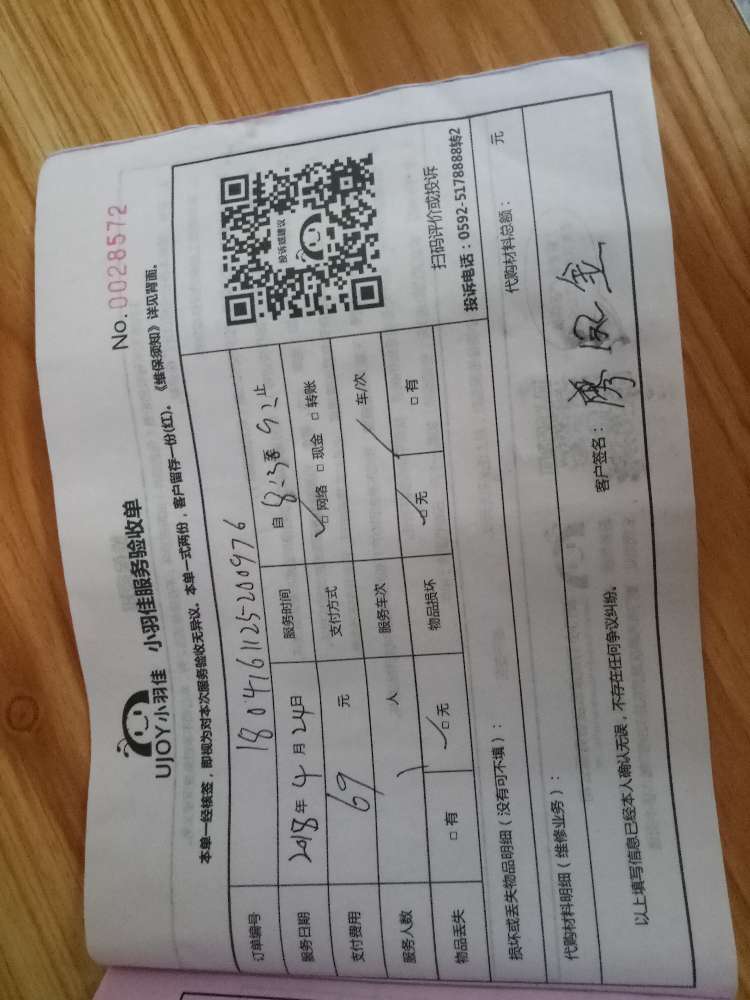 UJOY小羽佳 小羽佳服务验收单
No.0028572
本单一经核签，即视为对本次服务验收无异议。本单一式两份，客户留存一份(红)。《维保须知》详见背面。
订单编号 180416112520097６
服务日期 2018年4月24日 服务时间 自 至 止
支付费用 69 元 支付方式 ☑网络 □现金 □转账
服务人数 人 服务车次 车/次
物品丢失 □有 ☑无 物品损坏 ☑无 □有
投诉或建议
扫码评价或投诉
投诉电话：0592-5178888转2
损坏或丢失物品明细（没有可不填）：
代购材料明细（维修业务）： 代购材料总额： 元
以上填写信息已经本人确认无误，不存在任何争议纠纷。 客户签名：